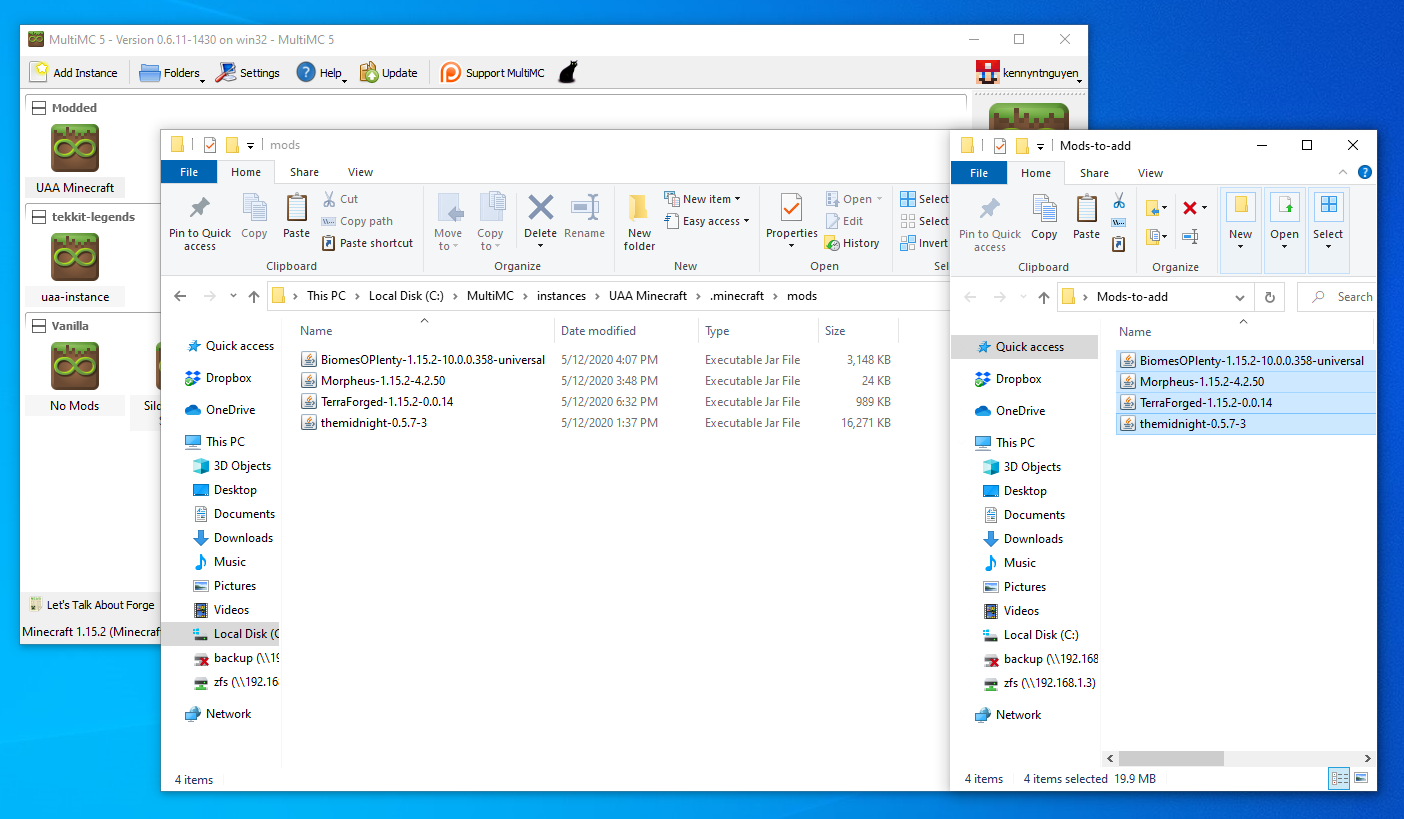 MultiMC 5 - Version 0.6.11-1430 on win32 - MultiMC 5
Add Instance Folders Settings Help Update Support MultiMC kennyntnguyen
Modded
UAA Minecraft
tekkit-legends
uaa-instance
Vanilla
No Mods
Let's Talk About Forge
Minecraft 1.15.2 (Minecraf
mods
File Home Share View
Pin to Quick access
Copy
Paste
Cut
Copy path
Paste shortcut
Clipboard
Move to
Copy to
Delete
Rename
Organize
New folder
New item
Easy access
New
Properties
Open
Edit
History
Open
Select
Select
Invert
Sel
This PC > Local Disk (C:) > MultiMC > instances > UAA Minecraft > .minecraft > mods
Name Date modified Type Size
BiomesOPlenty-1.15.2-10.0.0.358-universal 5/12/2020 4:07 PM Executable Jar File 3,148 KB
Morpheus-1.15.2-4.2.50 5/12/2020 3:48 PM Executable Jar File 24 KB
TerraForged-1.15.2-0.0.14 5/12/2020 6:32 PM Executable Jar File 989 KB
themidnight-0.5.7-3 5/12/2020 1:37 PM Executable Jar File 16,271 KB
Quick access
Dropbox
OneDrive
This PC
3D Objects
Desktop
Documents
Downloads
Music
Pictures
Videos
Local Disk (C
backup (\\19
zfs (\\192.16
Network
4 items
Mods-to-add
File Home Share View
Pin to Quick access
Copy
Paste
Clipboard
Organize
New
Open
Select
Mods-to-add
Search
Name
BiomesOPlenty-1.15.2-10.0.0.358-universal
Morpheus-1.15.2-4.2.50
TerraForged-1.15.2-0.0.14
themidnight-0.5.7-3
Quick access
Dropbox
OneDrive
This PC
3D Objects
Desktop
Documents
Downloads
Music
Pictures
Videos
Local Disk (C:)
backup (\\192.168
zfs (\\192.168.1.3)
Network
4 items 4 items selected 19.9 MB